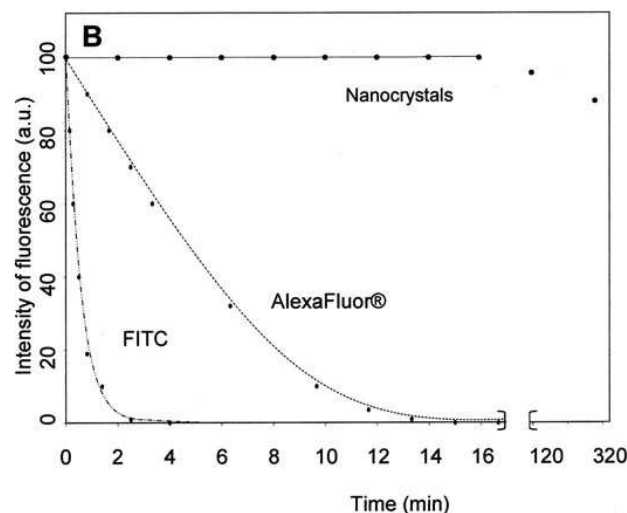 B
100
Nanocrystals
80
60
40
20
0
AlexaFluor®
FITC
Intensity of fluorescence (a.u.)
0 2 4 6 8 10 12 14 16 120 320
Time (min)